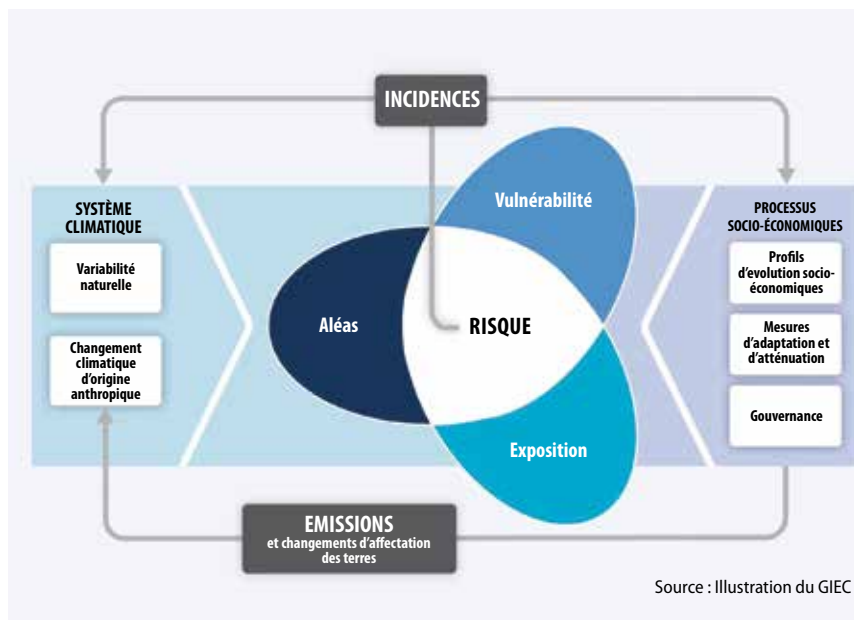 INCIDENCES
SYSTÈME
CLIMATIQUE
Variabilité
naturelle
Changement
climatique
d'origine
anthropique
Vulnérabilité
Aléas
RISQUE
Exposition
PROCESSUS
SOCIO-ÉCONOMIQUES
Profils
d'evolution socio-
économiques
Mesures
d'adaptation et
d'atténuation
Gouvernance
EMISSIONS
et changements d'affectation
des terres
Source : Illustration du GIEC